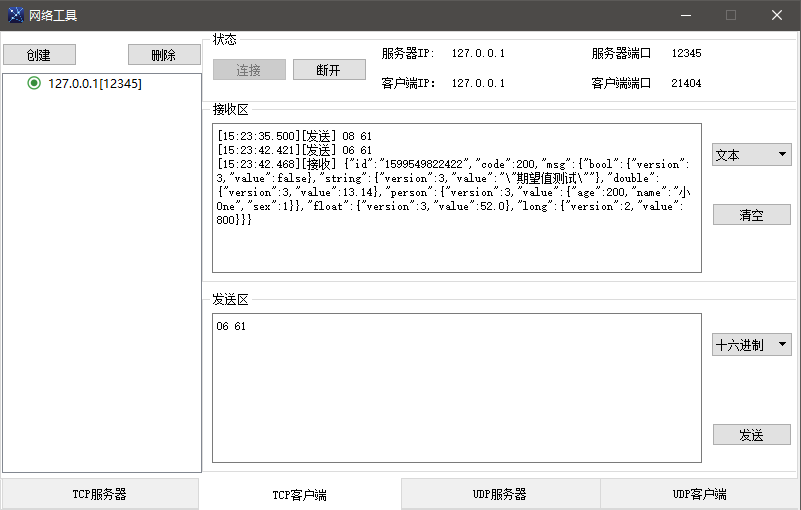 网络工具
创建 删除
127.0.0.1[12345]
状态
连接 断开
服务器IP: 127.0.0.1 服务器端口 12345
客户端IP: 127.0.0.1 客户端端口 21404
接收区
[15:23:35.500][发送] 08 61
[15:23:42.421][发送] 06 61
[15:23:42.468][接收] {"id":"1599549822422","code":200,"msg":{"bool":{"version":
3,"value":false},"string":{"version":3,"value":"\"期望值测试\""},"double":
{"version":3,"value":13.14},"person":{"version":3,"value":{"age":200,"name":"小
One","sex":1}},"float":{"version":3,"value":52.0},"long":{"version":2,"value":
800}}}
文本
清空
发送区
06 61
十六进制
发送
TCP服务器 TCP客户端 UDP服务器 UDP客户端